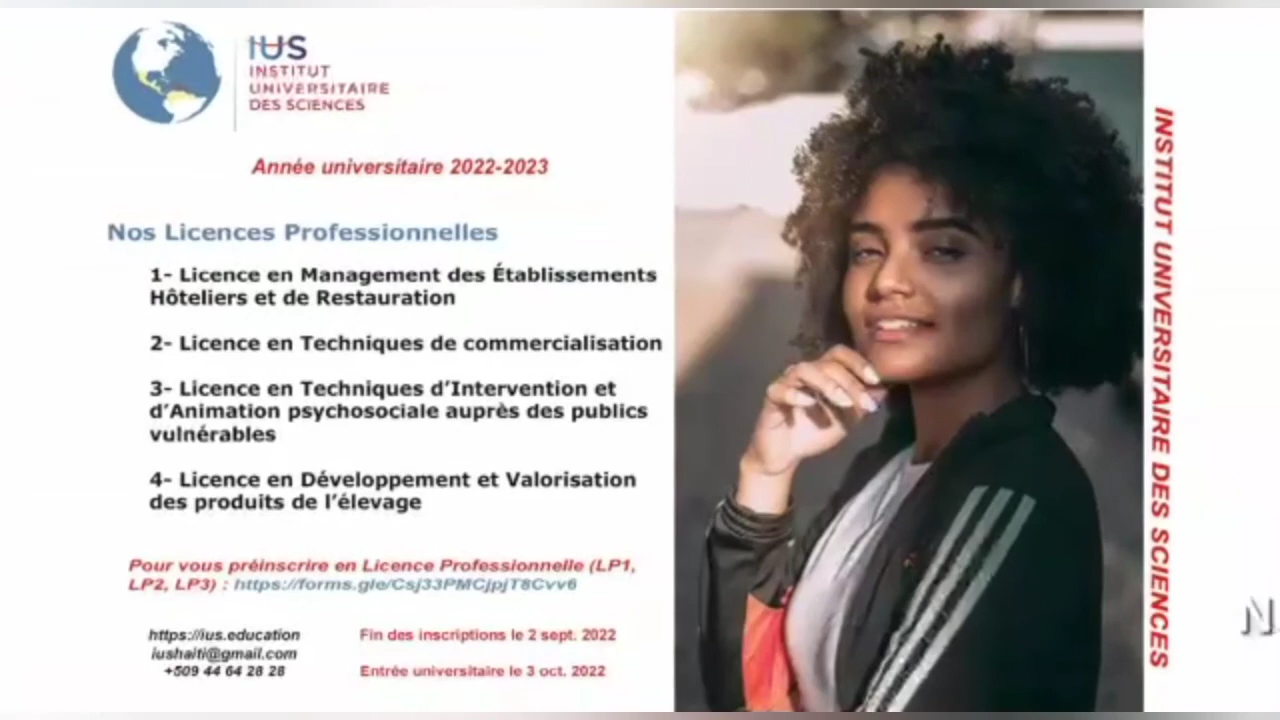 IUS
INSTITUT
UNIVERSITAIRE
DES SCIENCES
Année universitaire 2022-2023
Nos Licences Professionnelles
1- Licence en Management des Établissements
Hôteliers et de Restauration
2- Licence en Techniques de commercialisation
3- Licence en Techniques d’Intervention et
d’Animation psychosociale auprès des publics
vulnérables
4- Licence en Développement et Valorisation
des produits de l’élevage
Pour vous préinscrire en Licence Professionnelle (LP1,
LP2, LP3) : https://forms.gle/Csj33PMCjpjT8Cvv6
https://ius.education
iushaiti@gmail.com
+509 44 64 28 28
Fin des inscriptions le 2 sept. 2022
Entrée universitaire le 3 oct. 2022
INSTITUT UNIVERSITAIRE DES SCIENCES
N